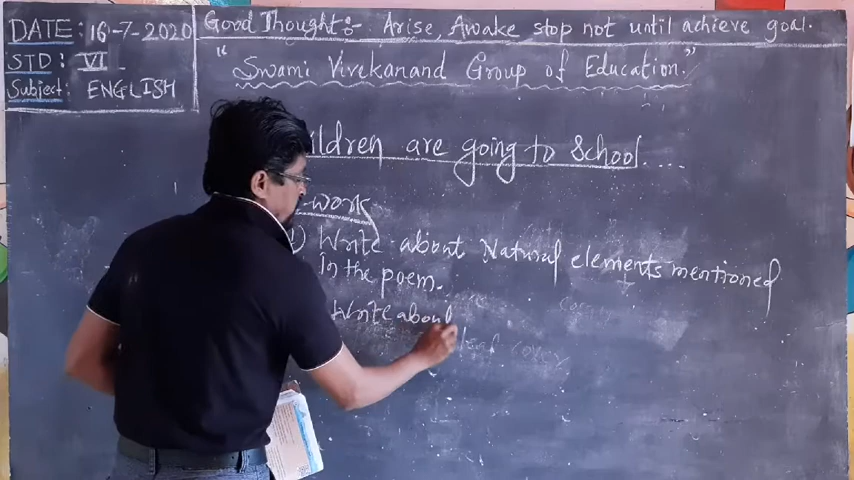 DATE: 16-7-2020
STD: VI
Subject: ENGLISH
Good Thought:- Arise, Awake stop not until achieve goal.
"Swami Vivekanand Group of Education."
ildren are going to School....
work
1) Write about Natural elements mentioned
in the poem.
Write about